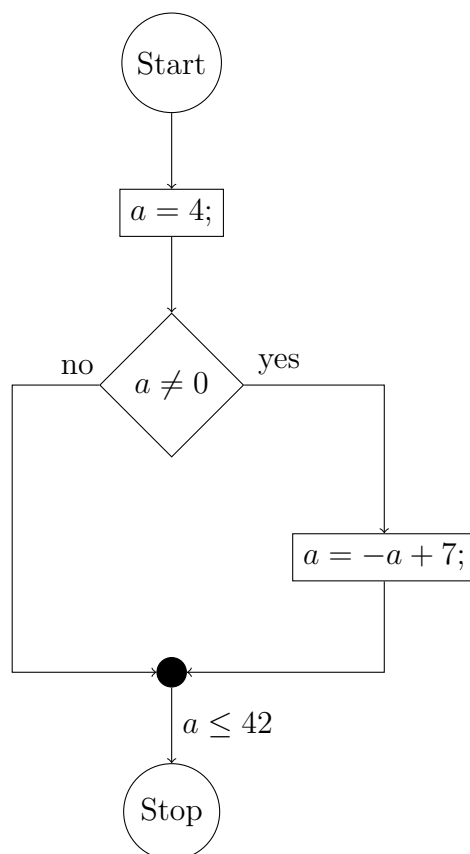 Start
a = 4;
no
yes
a ≠ 0
a = −a + 7;
a ≤ 42
Stop